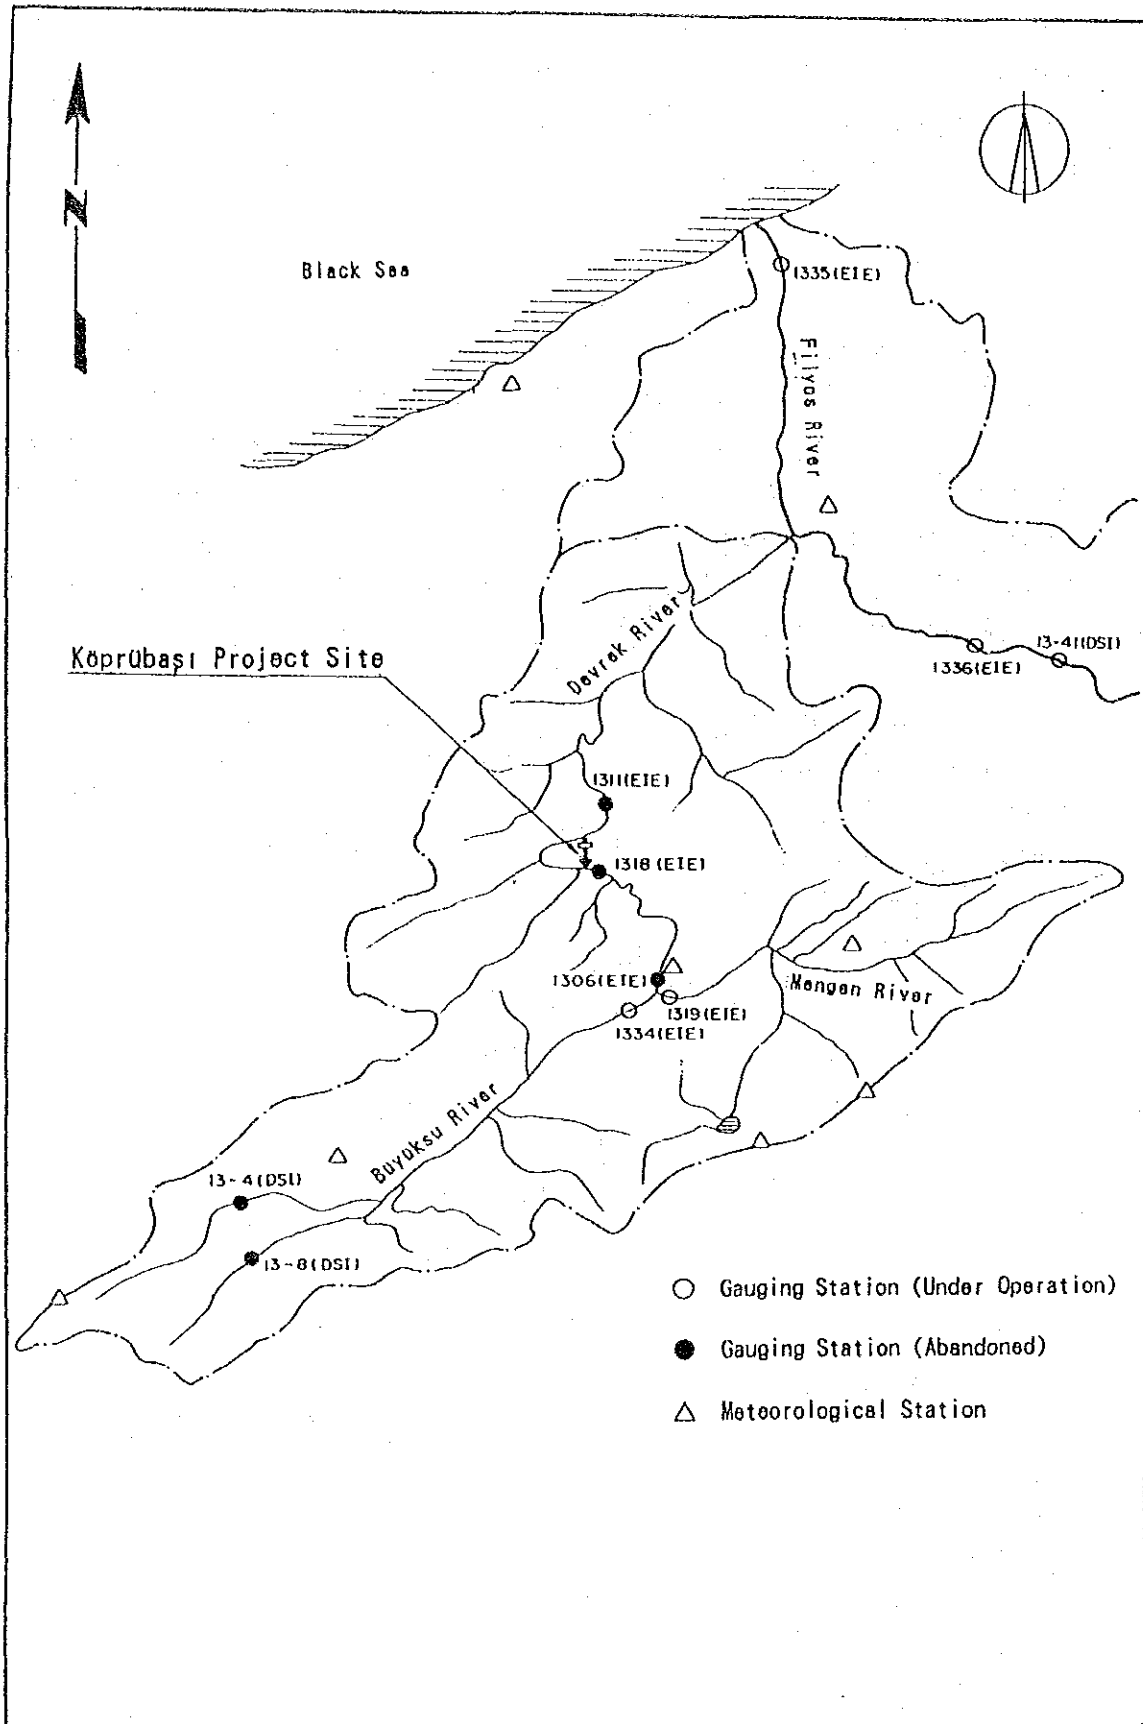 N
Black Sea
1335(EIE)
Filyos River
Köprübaşı Project Site
Devrek River
1336(EIE)
13-41(DSI)
1311(EIE)
1318(EIE)
1306(EIE)
1319(EIE)
1334(EIE)
Mengen River
Büyüksu River
13-4(DSI)
13-8(DSI)
Gauging Station (Under Operation)
Gauging Station (Abandoned)
Meteorological Station